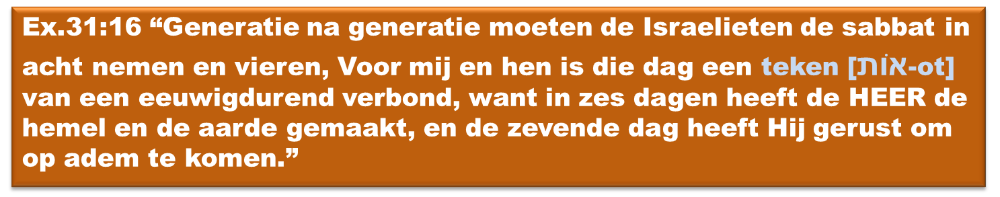 Ex.31:16 “Generatie na generatie moeten de Israelieten de sabbat in
acht nemen en vieren, Voor mij en hen is die dag een teken [אוֹת-ot]
van een eeuwigdurend verbond, want in zes dagen heeft de HEER de
hemel en de aarde gemaakt, en de zevende dag heeft Hij gerust om
op adem te komen.”